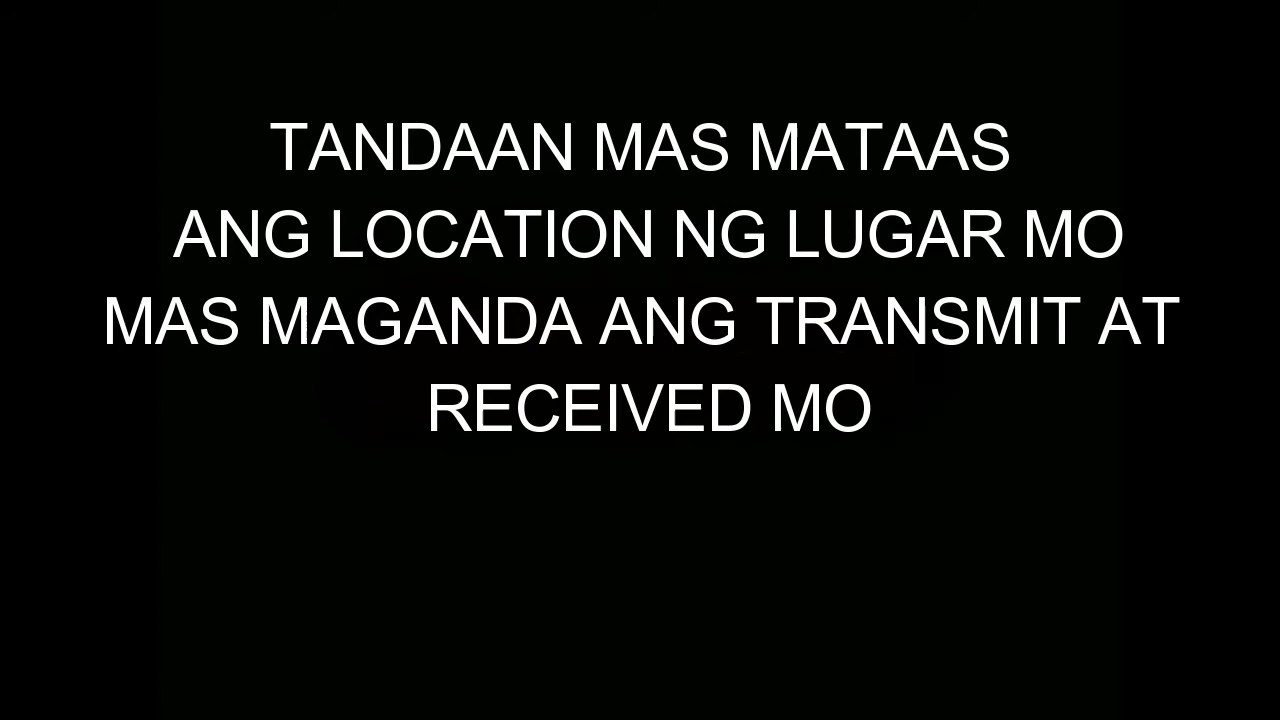 TANDAAN MAS MATAAS
ANG LOCATION NG LUGAR MO
MAS MAGANDA ANG TRANSMIT AT
RECEIVED MO